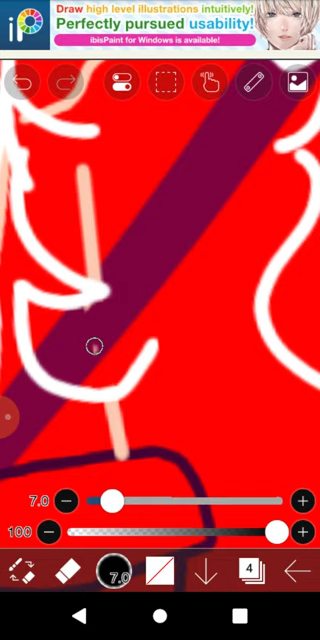 iP
Draw high level illustrations intuitively!
Perfectly pursued usability!
ibisPaint for Windows is available!
7.0
100
7.0
4